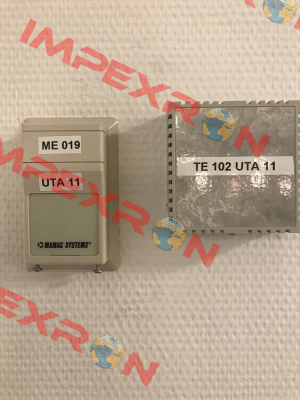 IMPEXRON
ME 019
UTA 11
MAMAC SYSTEMS®
TE 102 UTA 11
IMPEXRON
IMPEXRON